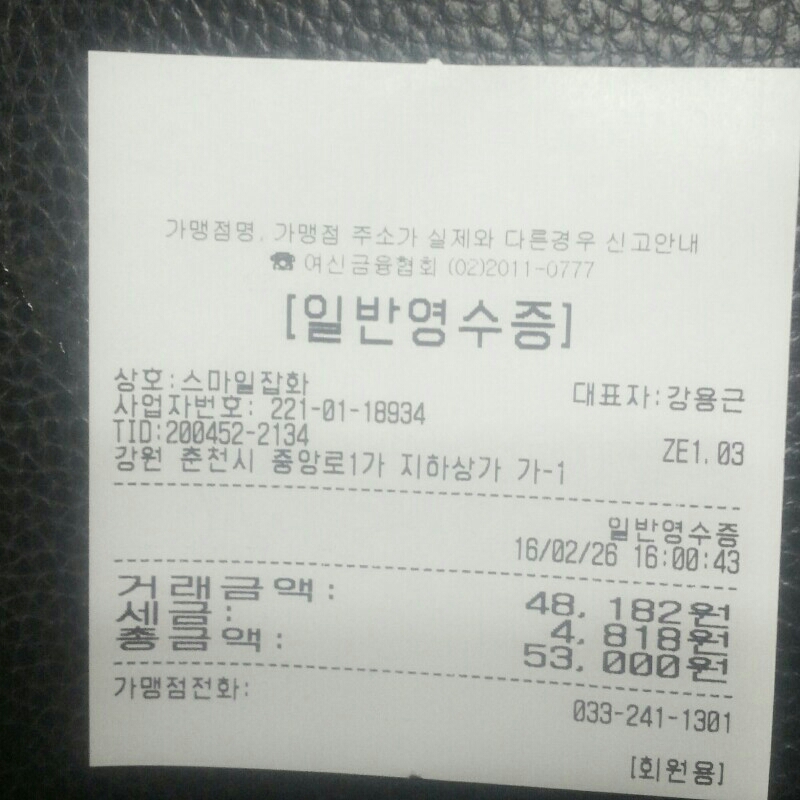 가맹점명, 가맹점 주소가 실제와 다른경우 신고안내
☎ 여신금융협회 (02)2011-0777
[일반영수증]
상호:스마일잡화 대표자:강용근
사업자번호: 221-01-18934
TID:200452-2134 ZE1.03
강원 춘천시 중앙로1가 지하상가 가-1
일반영수증
16/02/26 16:00:43
거래금액: 48,182원
세금: 4,818원
총금액: 53,000원
가맹점전화: 033-241-1301
[회원용]